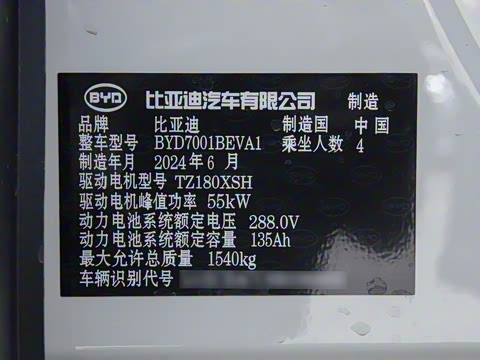 BYD 比亚迪汽车有限公司 制造
品牌 比亚迪 制造国 中国
整车型号 BYD7001BEVA1 乘坐人数 4
制造年月 2024年6月
驱动电机型号 TZ180XSH
驱动电机峰值功率 55kW
动力电池系统额定电压 288.0V
动力电池系统额定容量 135Ah
最大允许总质量 1540kg
车辆识别代号